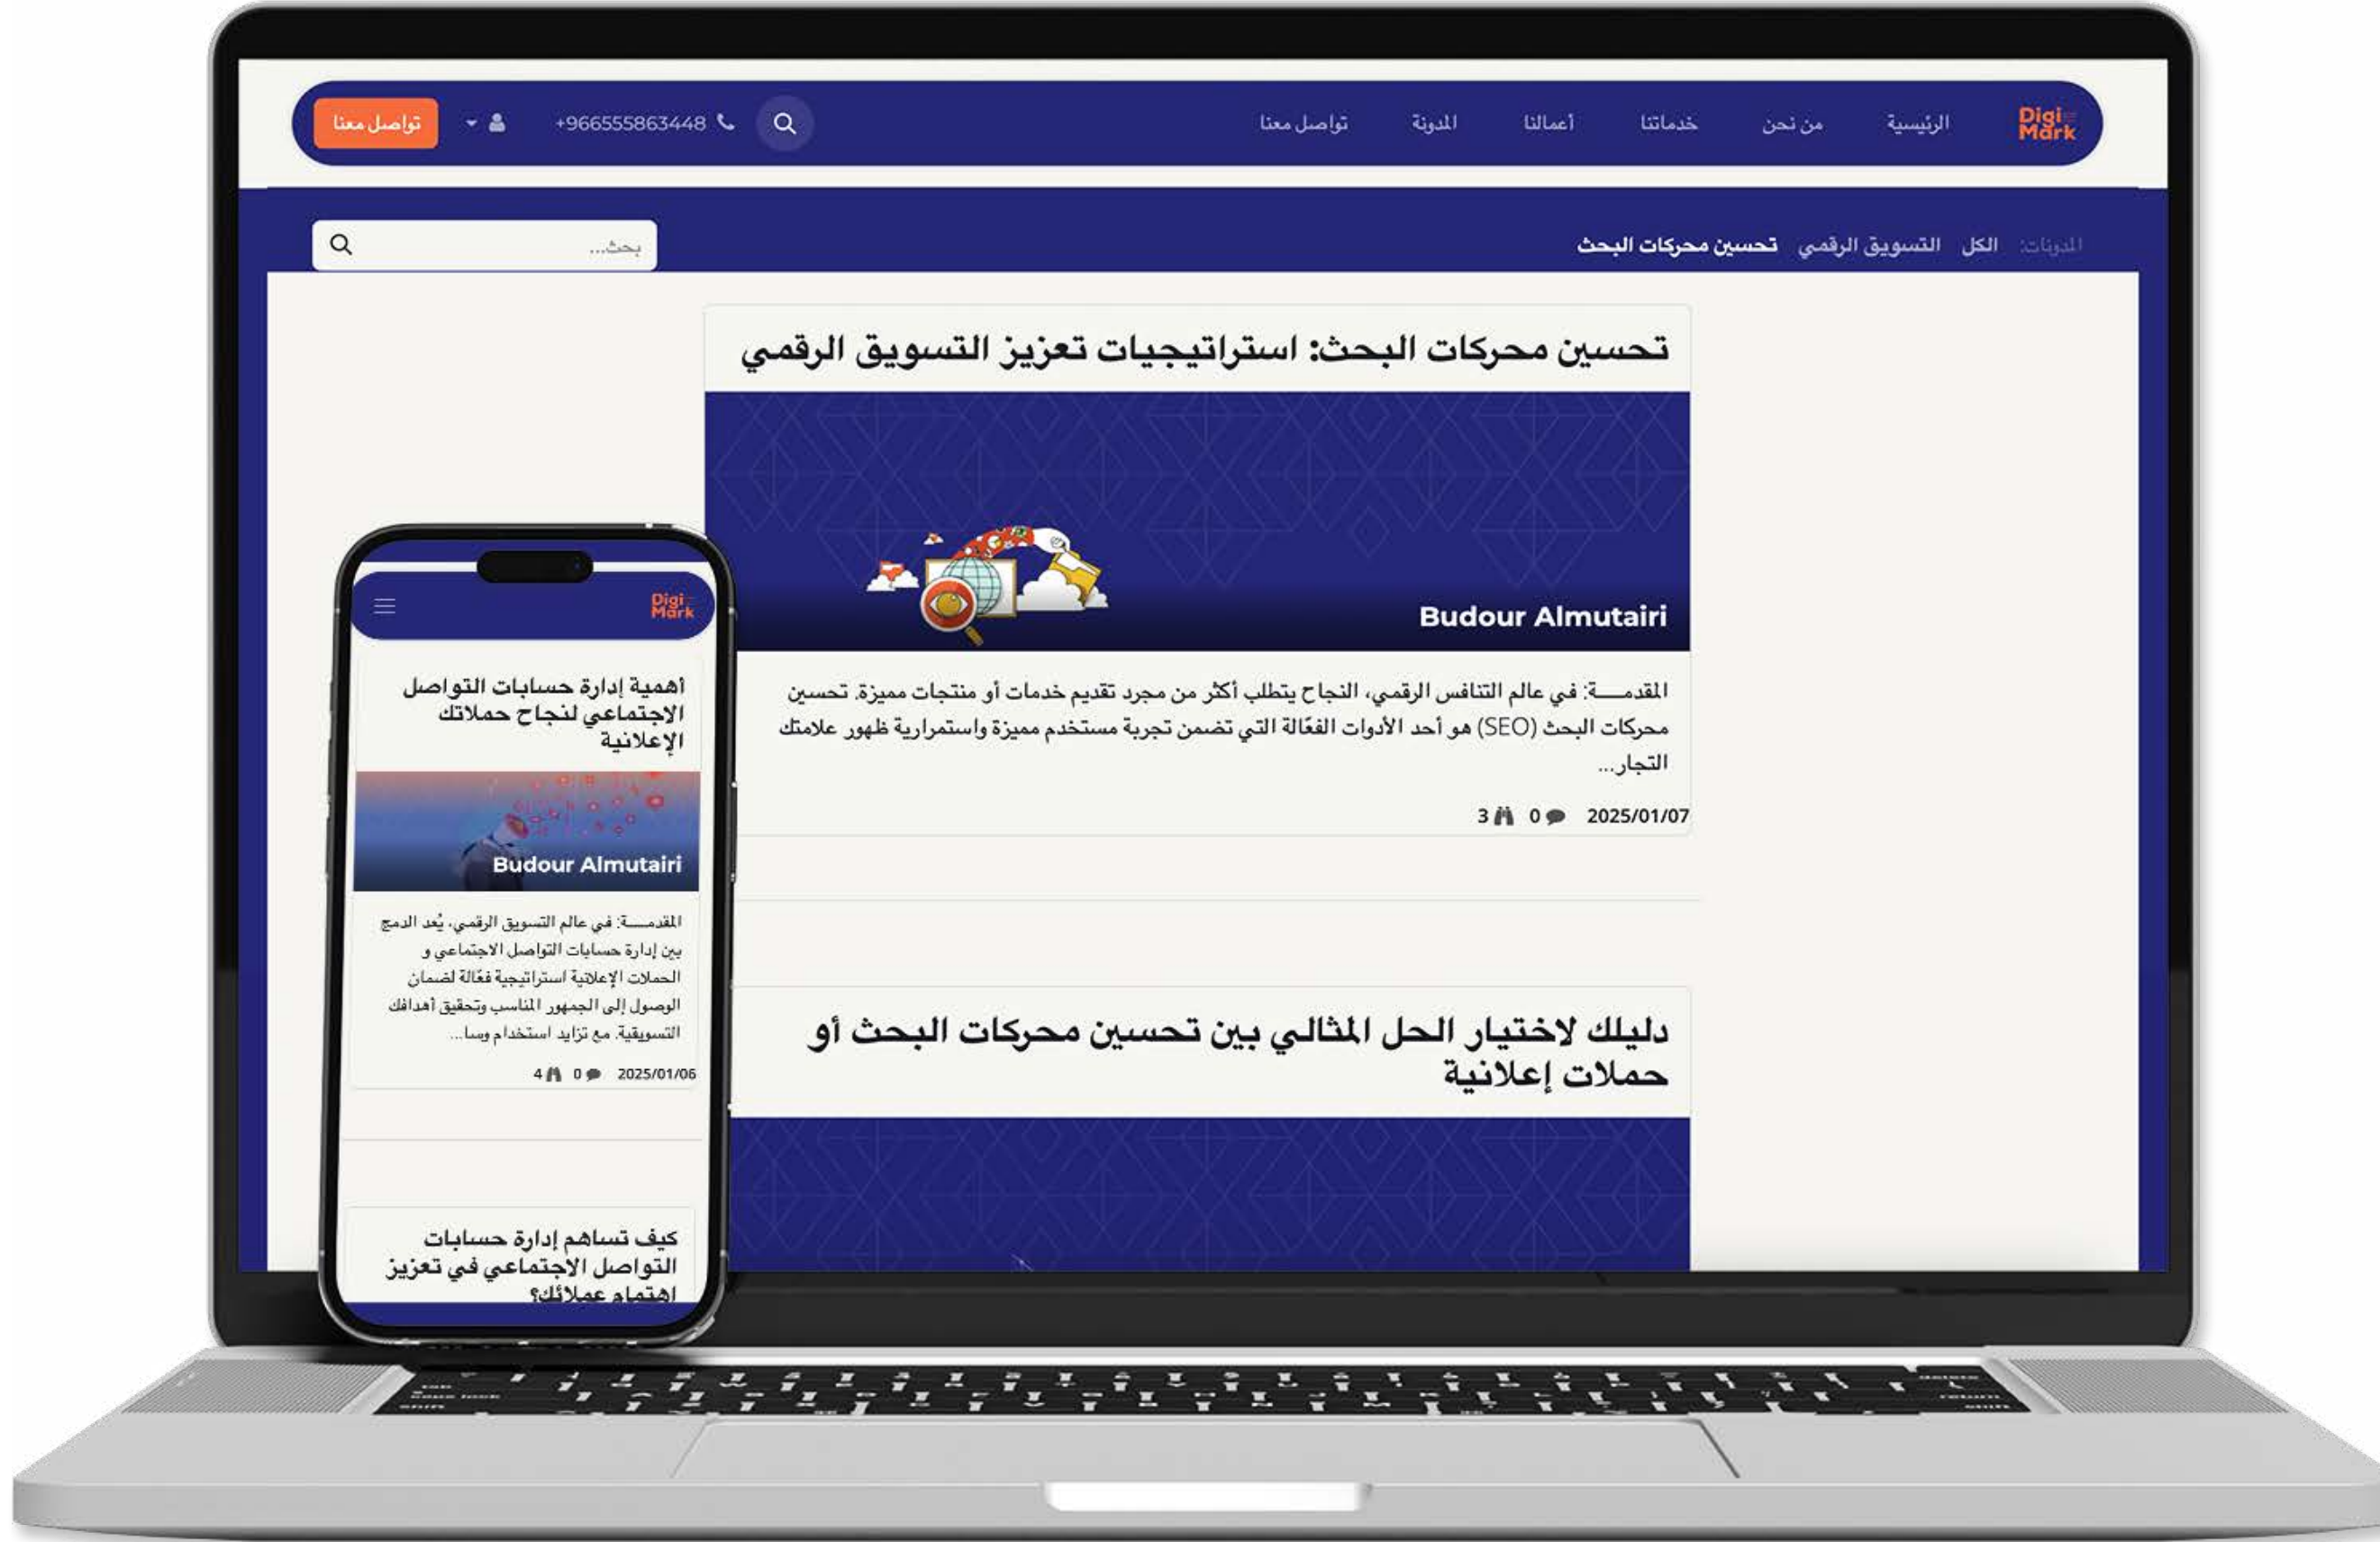 Digi
Mark
الرئيسية
من نحن
خدماتنا
أعمالنا
المدونة
تواصل معنا
+966555863448
تواصل معنا
المدونات: الكل التسويق الرقمي تحسين محركات البحث
بحث...
تحسين محركات البحث: استراتيجيات تعزيز التسويق الرقمي
Budour Almutairi
المقدمـــة: في عالم التنافس الرقمي، النجاح يتطلب أكثر من مجرد تقديم خدمات أو منتجات مميزة. تحسين
محركات البحث (SEO) هو أحد الأدوات الفعّالة التي تضمن تجربة مستخدم مميزة واستمرارية ظهور علامتك
التجار...
2025/01/07 0 3
دليلك لاختيار الحل المثالي بين تحسين محركات البحث أو
حملات إعلانية
Digi
Mark
أهمية إدارة حسابات التواصل
الاجتماعي لنجاح حملاتك
الإعلانية
Budour Almutairi
المقدمـــة: في عالم التسويق الرقمي، يُعد الدمج
بين إدارة حسابات التواصل الاجتماعي و
الحملات الإعلانية استراتيجية فعّالة لضمان
الوصول إلى الجمهور المناسب وتحقيق أهدافك
التسويقية. مع تزايد استخدام وسا...
2025/01/06 0 4
كيف تساهم إدارة حسابات
التواصل الاجتماعي في تعزيز
اهتمام عملائك؟